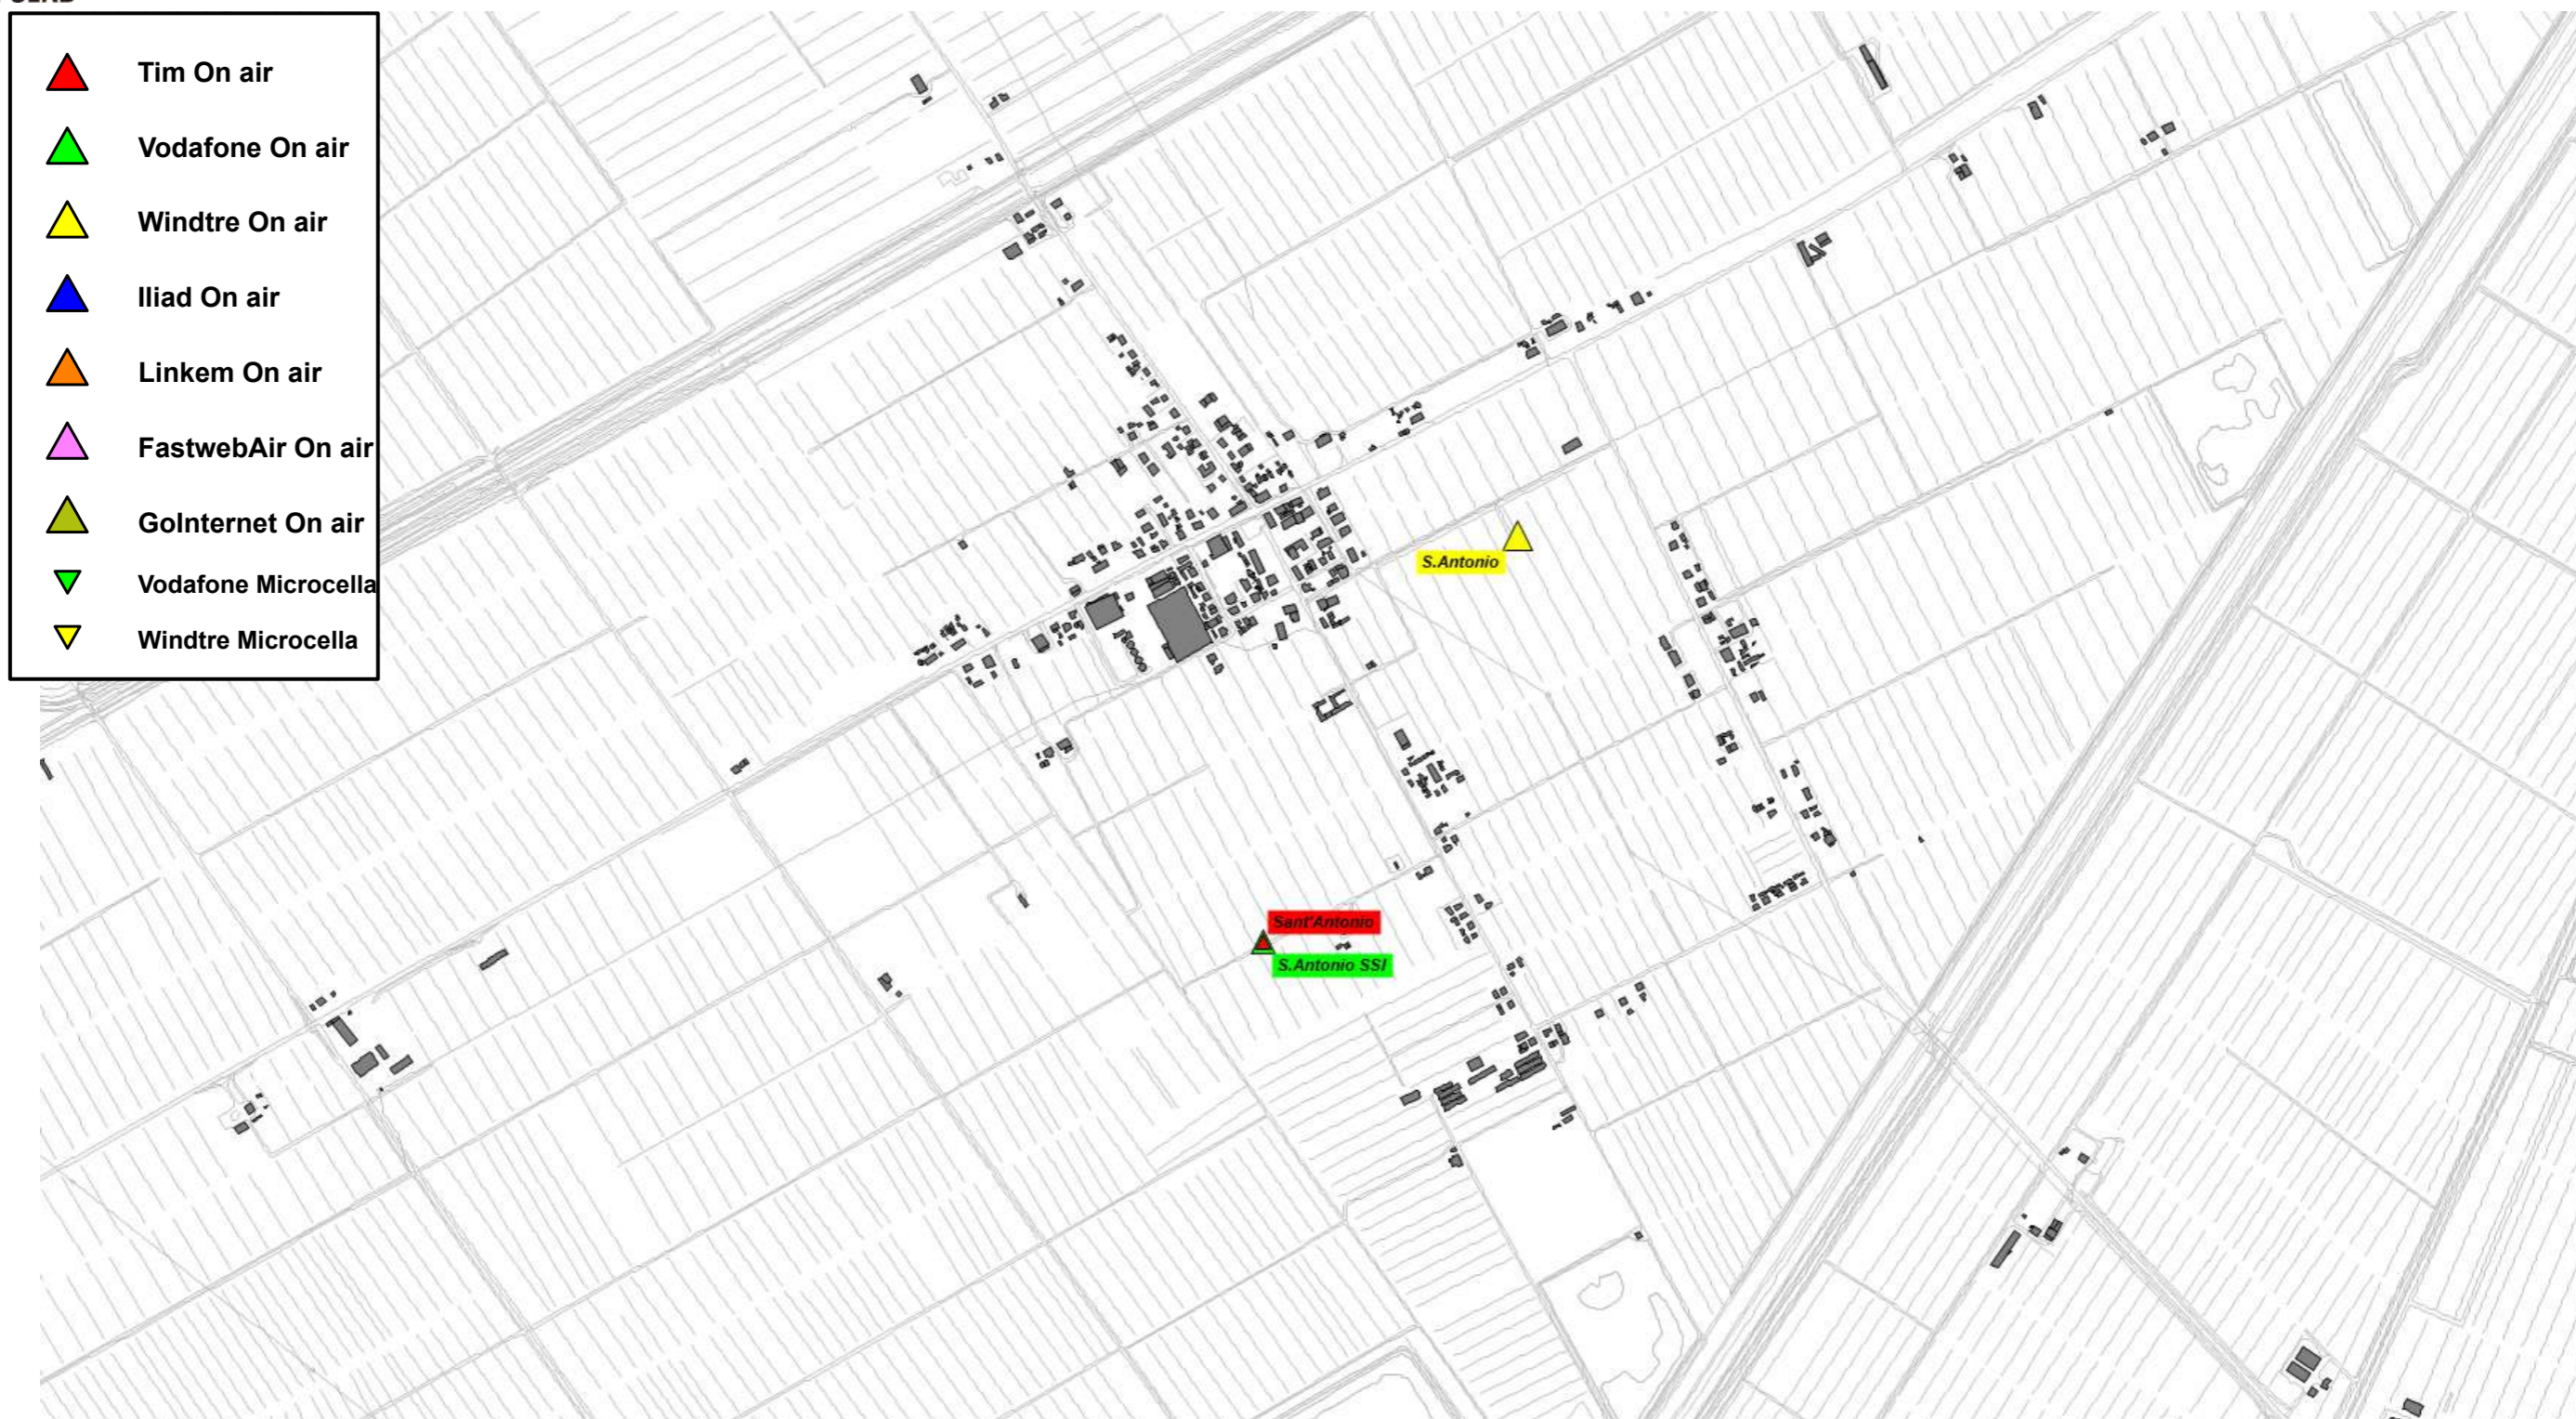 Tim On air
Vodafone On air
Windtre On air
Iliad On air
Linkem On air
FastwebAir On air
GoInternet On air
Vodafone Microcella
Windtre Microcella
S.Antonio
Sant'Antonio
S.Antonio SSI